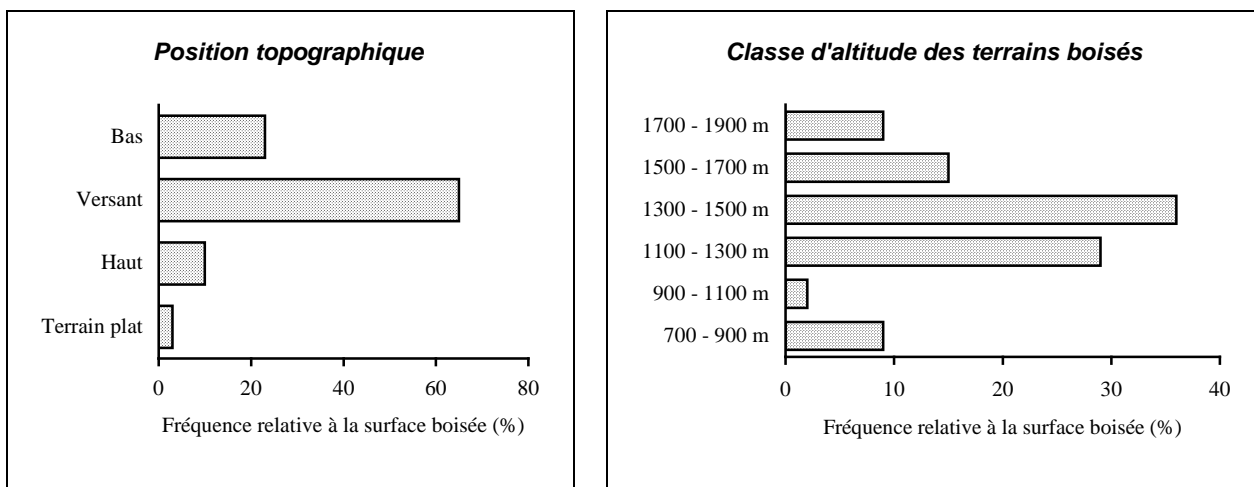 Position topographique
Bas
Versant
Haut
Terrain plat
0 20 40 60 80
Fréquence relative à la surface boisée (%)
Classe d'altitude des terrains boisés
1700 - 1900 m
1500 - 1700 m
1300 - 1500 m
1100 - 1300 m
900 - 1100 m
700 - 900 m
0 10 30 30 40
Fréquence relative à la surface boisée (%)